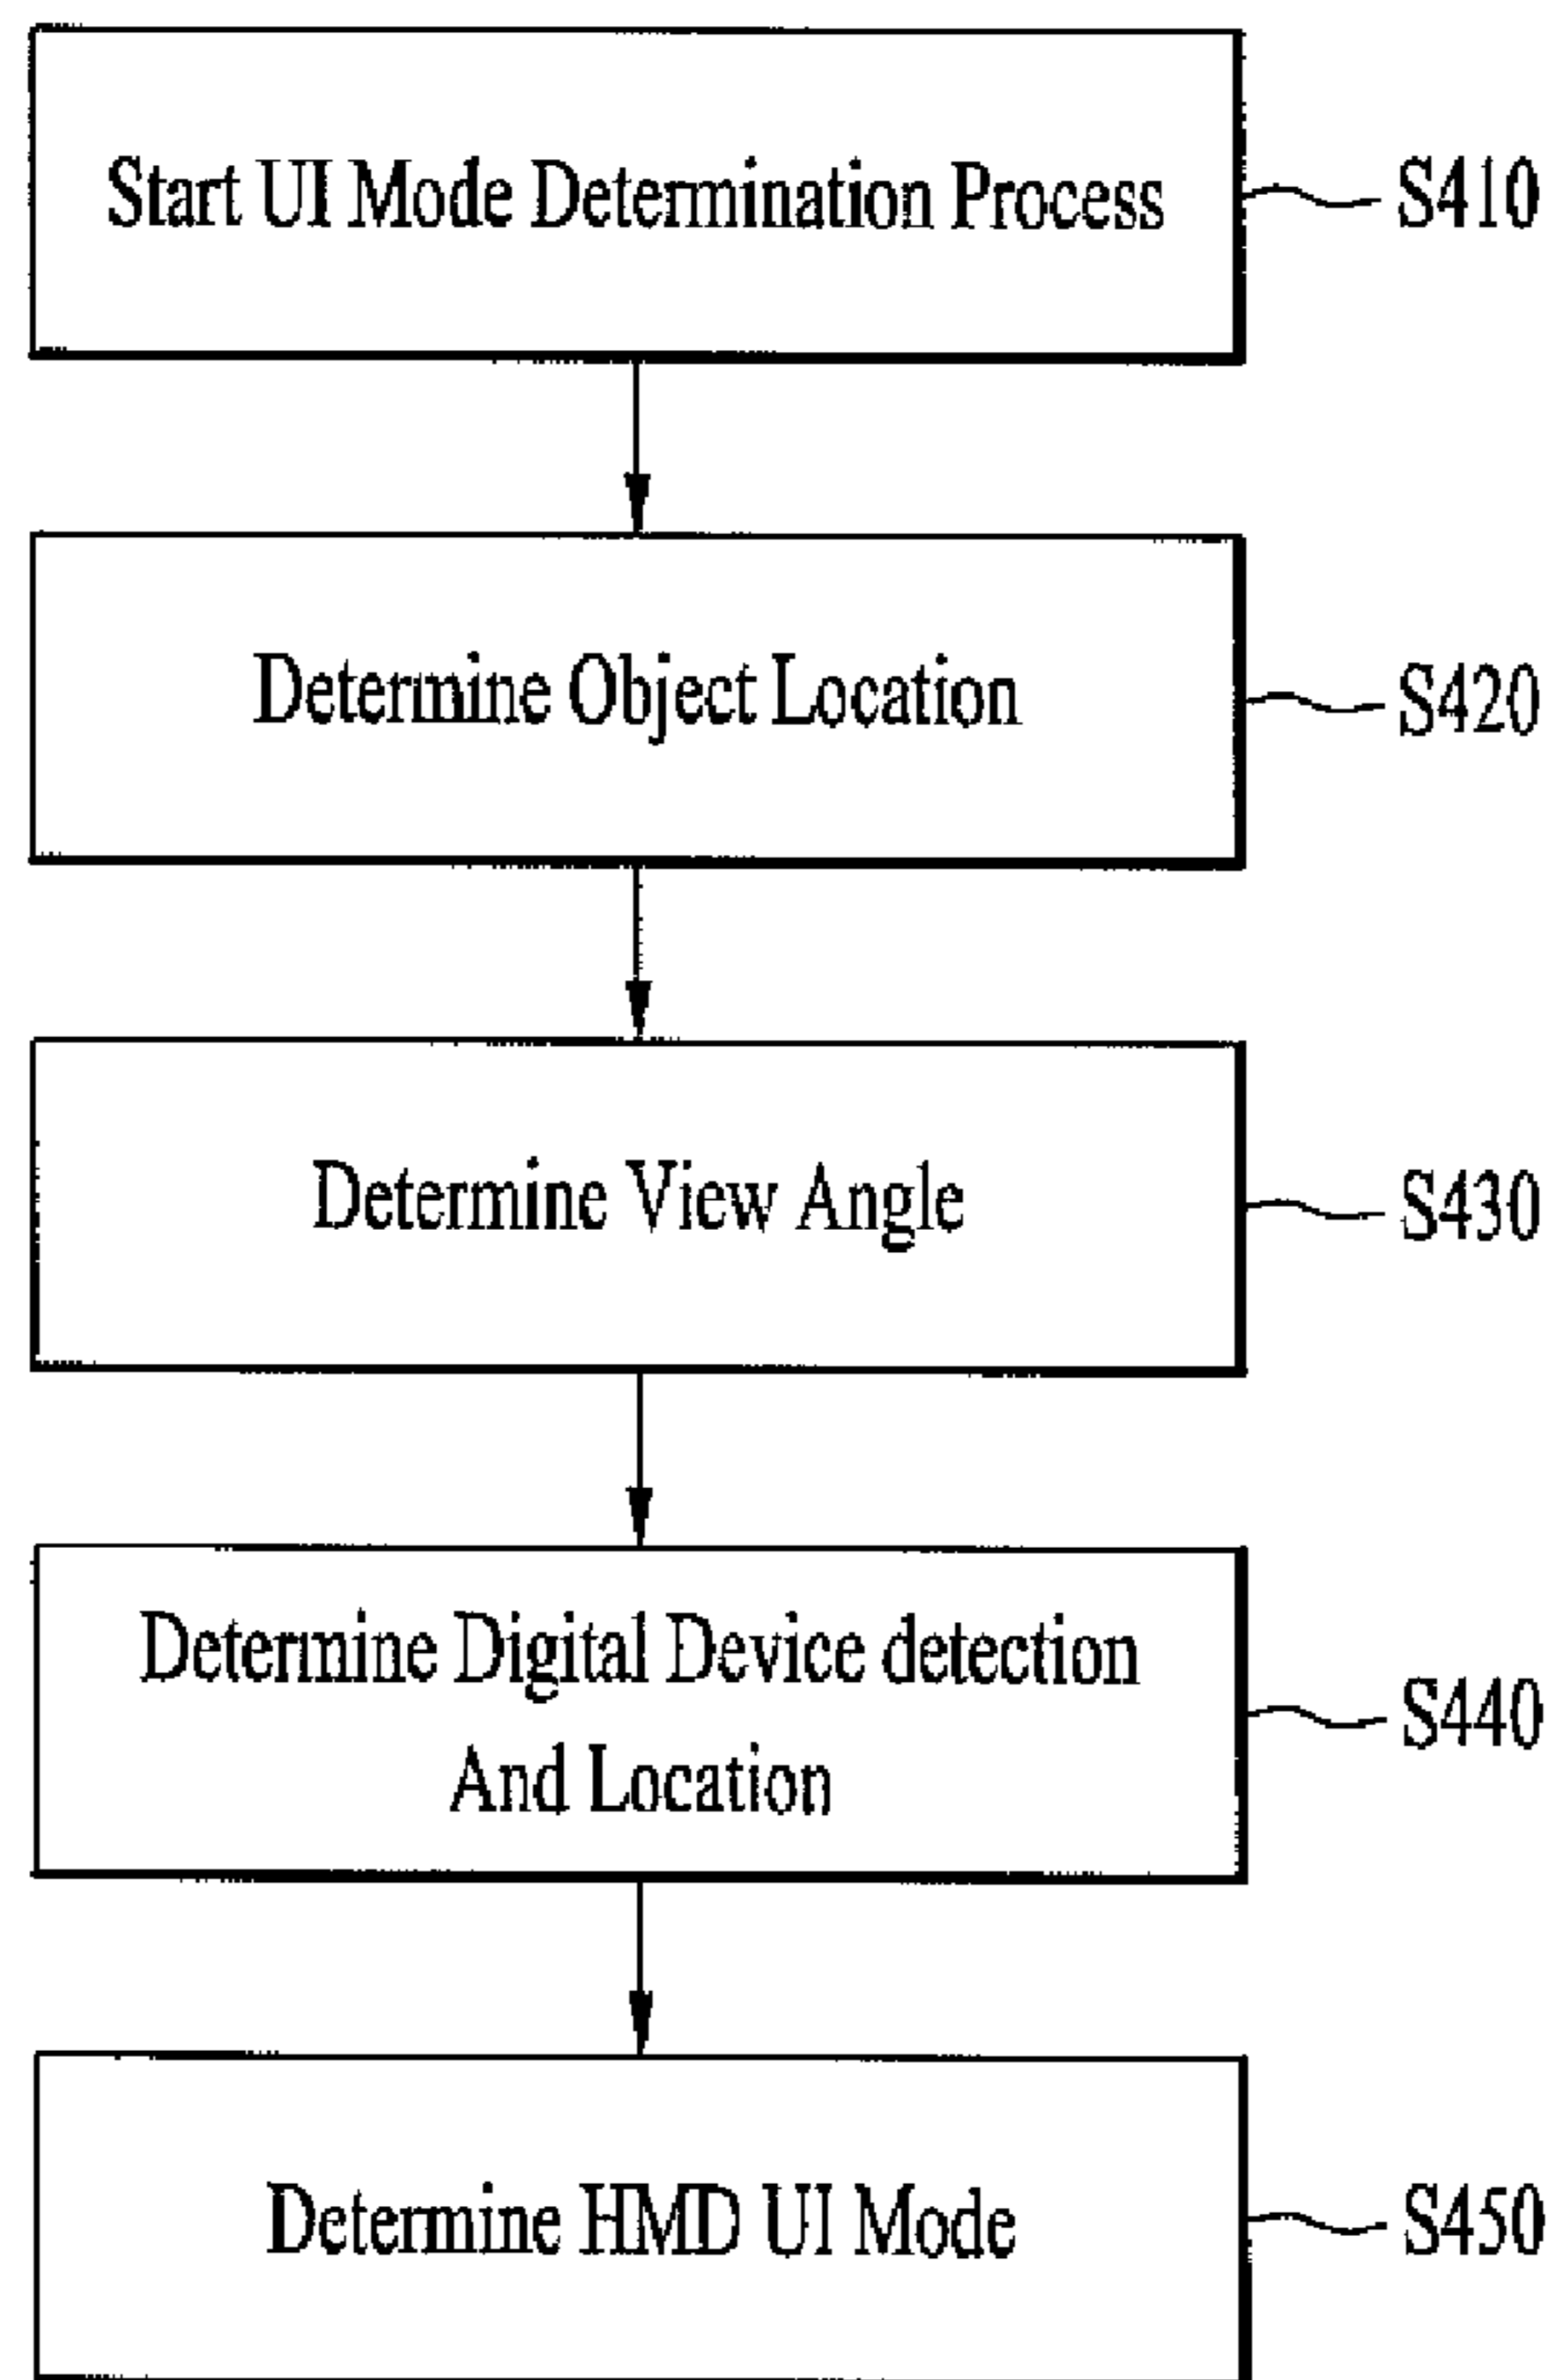 Start UI Mode Determination Process
S410
Determine Object Location
S420
Determine View Angle
S430
Determine Digital Device detection
And Location
S440
Determine HMD UI Mode
S450